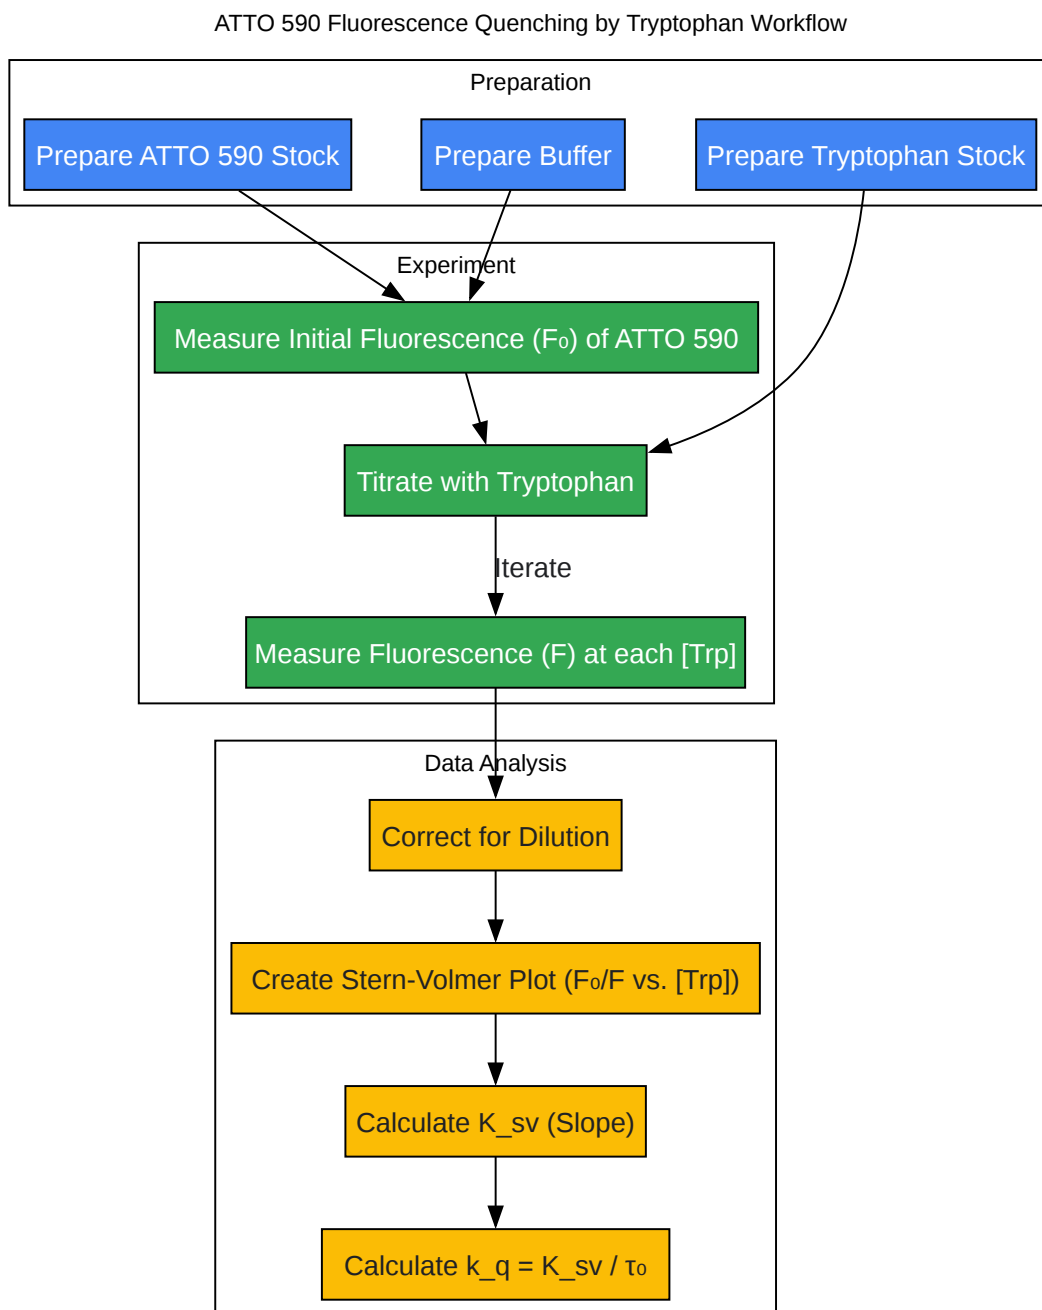 ATTO 590 Fluorescence Quenching by Tryptophan Workflow
Preparation
Prepare ATTO 590 Stock
Prepare Buffer
Prepare Tryptophan Stock
Experiment
Measure Initial Fluorescence (F₀) of ATTO 590
Titrate with Tryptophan
Iterate
Measure Fluorescence (F) at each [Trp]
Data Analysis
Correct for Dilution
Create Stern-Volmer Plot (F₀/F vs. [Trp])
Calculate K_sv (Slope)
Calculate k_q = K_sv / τ₀